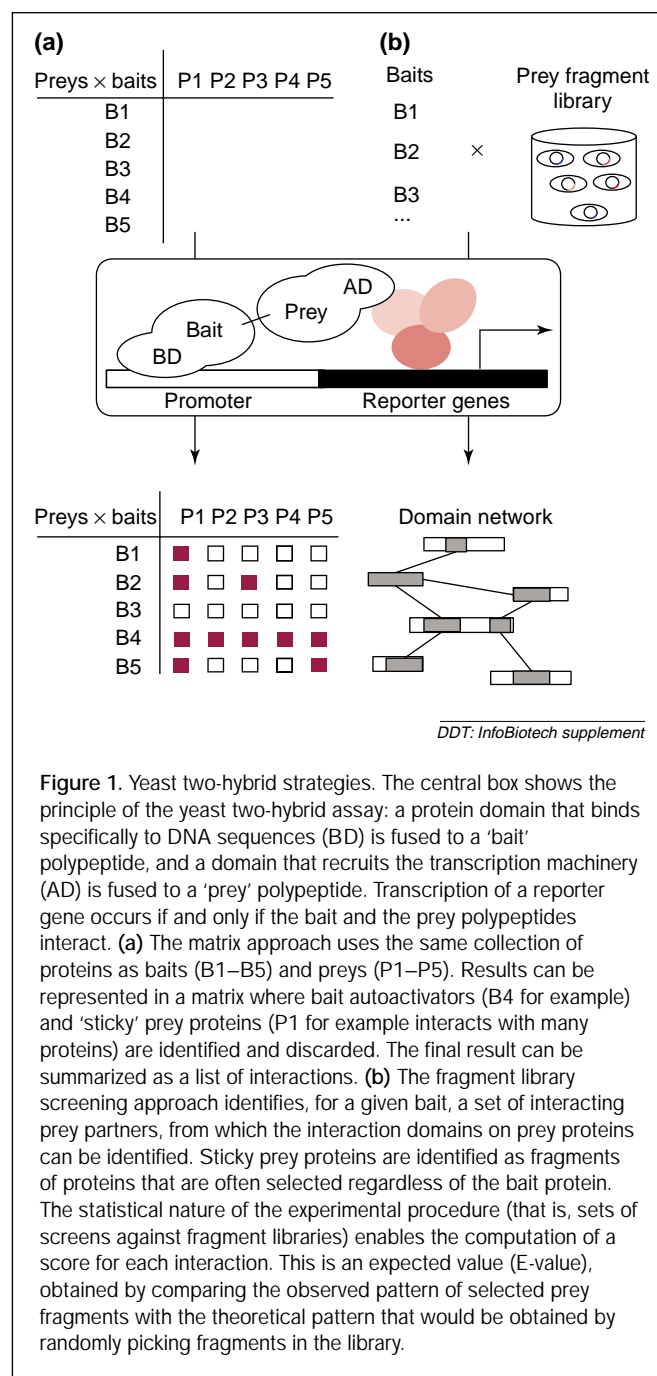 (a)
Preys × baits P1 P2 P3 P4 P5
B1
B2
B3
B4
B5
(b)
Baits
B1
B2
B3
...
×
Prey fragment
library
AD
Prey
Bait
BD
Promoter
Reporter genes
Preys × baits P1 P2 P3 P4 P5
B1
B2
B3
B4
B5
Domain network
DDT: InfoBiotech supplement
Figure 1. Yeast two-hybrid strategies. The central box shows the
principle of the yeast two-hybrid assay: a protein domain that binds
specifically to DNA sequences (BD) is fused to a ‘bait’
polypeptide, and a domain that recruits the transcription machinery
(AD) is fused to a ‘prey’ polypeptide. Transcription of a reporter
gene occurs if and only if the bait and the prey polypeptides
interact. (a) The matrix approach uses the same collection of
proteins as baits (B1–B5) and preys (P1–P5). Results can be
represented in a matrix where bait autoactivators (B4 for example)
and ‘sticky’ prey proteins (P1 for example interacts with many
proteins) are identified and discarded. The final result can be
summarized as a list of interactions. (b) The fragment library
screening approach identifies, for a given bait, a set of interacting
prey partners, from which the interaction domains on prey proteins
can be identified. Sticky prey proteins are identified as fragments
of proteins that are often selected regardless of the bait protein.
The statistical nature of the experimental procedure (that is, sets of
screens against fragment libraries) enables the computation of a
score for each interaction. This is an expected value (E-value),
obtained by comparing the observed pattern of selected prey
fragments with the theoretical pattern that would be obtained by
randomly picking fragments in the library.